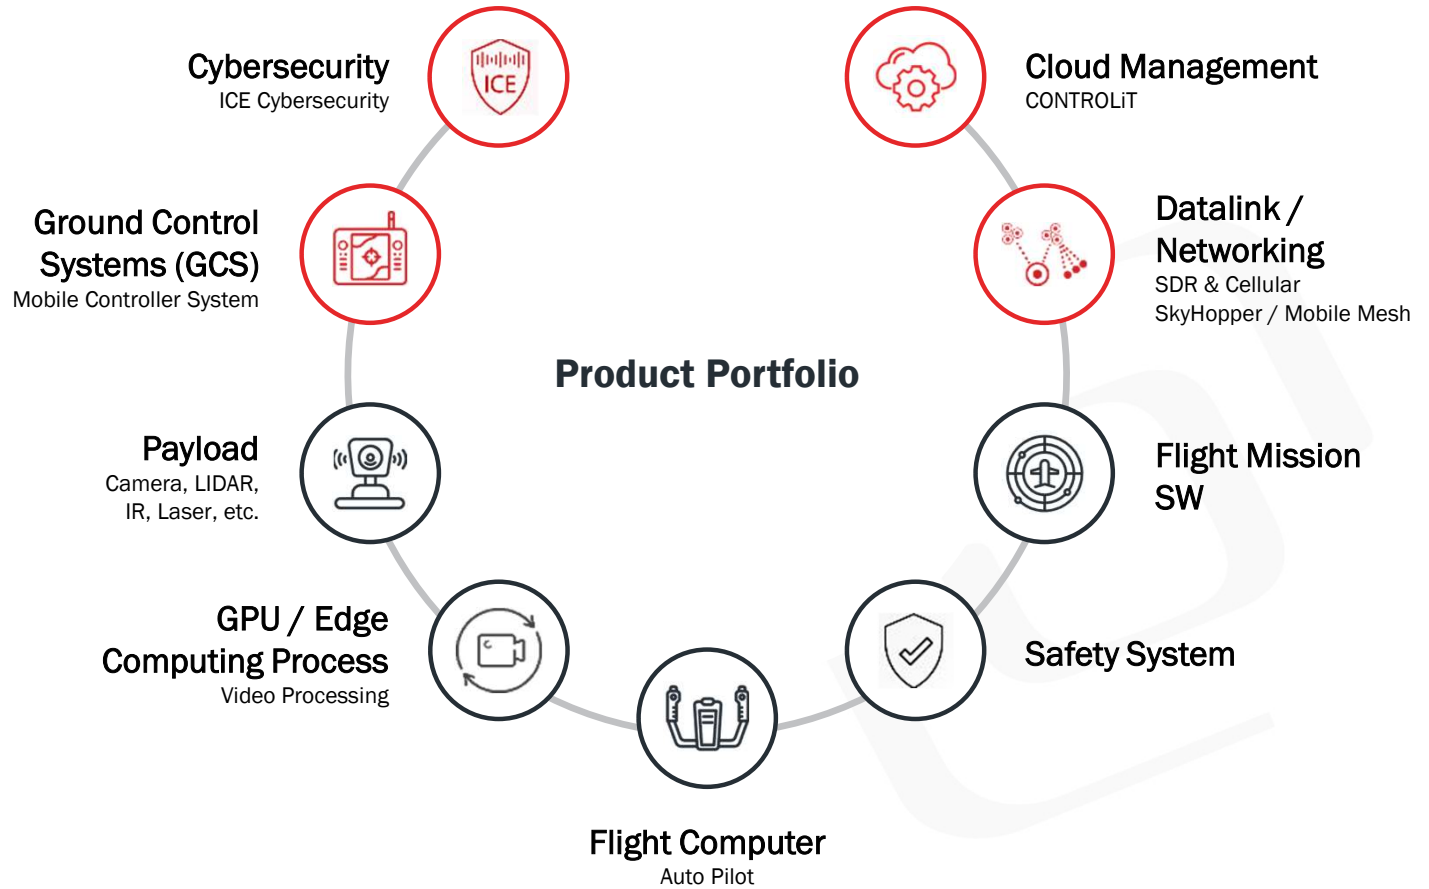 Cybersecurity
ICE Cybersecurity
ICE
Cloud Management
CONTROLiT
Ground Control
Systems (GCS)
Mobile Controller System
Datalink /
Networking
SDR & Cellular
SkyHopper / Mobile Mesh
Product Portfolio
Payload
Camera, LIDAR,
IR, Laser, etc.
Flight Mission
SW
GPU / Edge
Computing Process
Video Processing
Safety System
Flight Computer
Auto Pilot